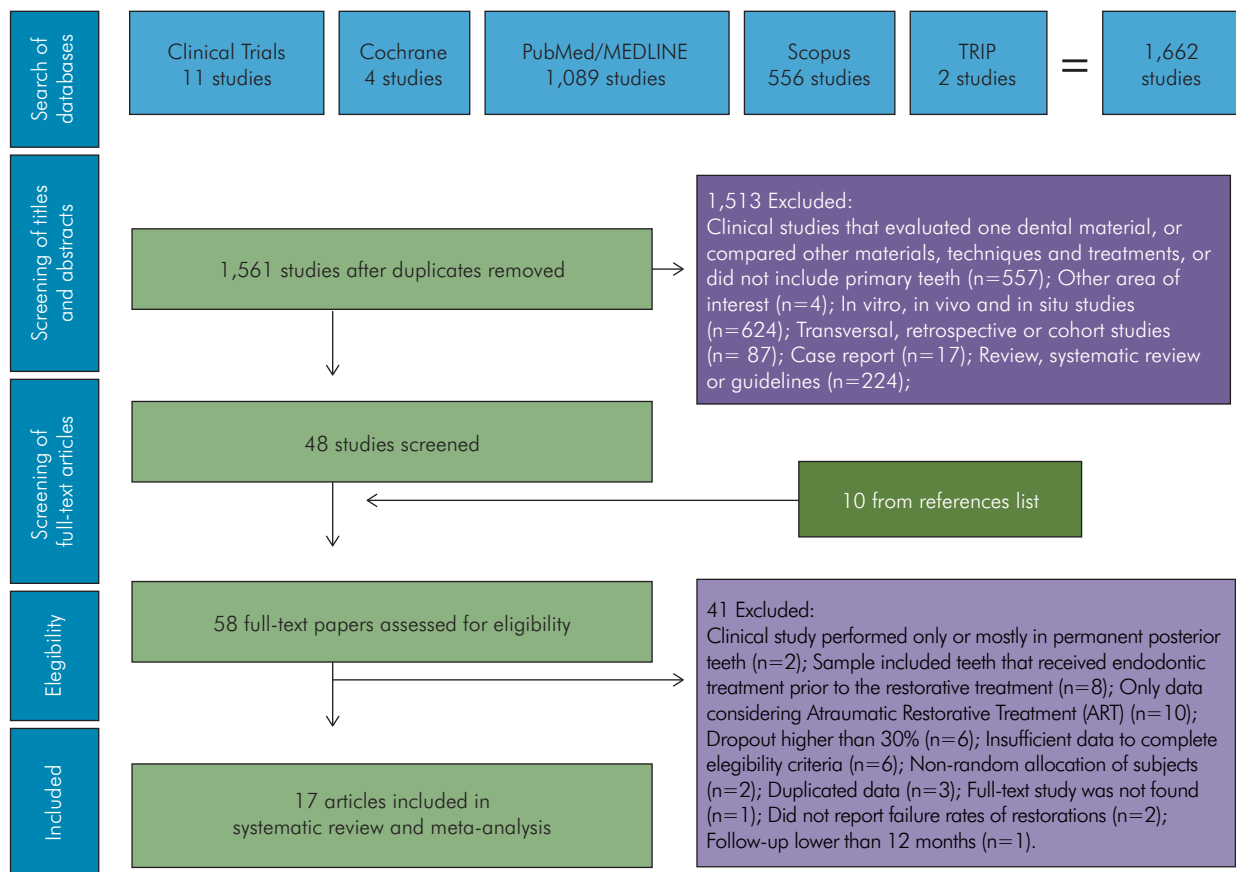 Search of
databases
Clinical Trials
11 studies
Cochrane
4 studies
PubMed/MEDLINE
1,089 studies
Scopus
556 studies
TRIP
2 studies
=
1,662
studies
Screening of titles
and abstracts
1,561 studies after duplicates removed
1,513 Excluded:
Clinical studies that evaluated one dental material, or
compared other materials, techniques and treatments, or
did not include primary teeth (n=557); Other area of
interest (n=4); In vitro, in vivo and in situ studies
(n=624); Transversal, retrospective or cohort studies
(n= 87); Case report (n=17); Review, systematic review
or guidelines (n=224);
Screening of
full-text articles
48 studies screened
10 from references list
Elegibility
58 full-text papers assessed for eligibility
41 Excluded:
Clinical study performed only or mostly in permanent posterior
teeth (n=2); Sample included teeth that received endodontic
treatment prior to the restorative treatment (n=8); Only data
considering Atraumatic Restorative Treatment (ART) (n=10);
Dropout higher than 30% (n=6); Insufficient data to complete
elegibility criteria (n=6); Non-random allocation of subjects
(n=2); Duplicated data (n=3); Full-text study was not found
(n=1); Did not report failure rates of restorations (n=2);
Follow-up lower than 12 months (n=1).
Included
17 articles included in
systematic review and meta-analysis